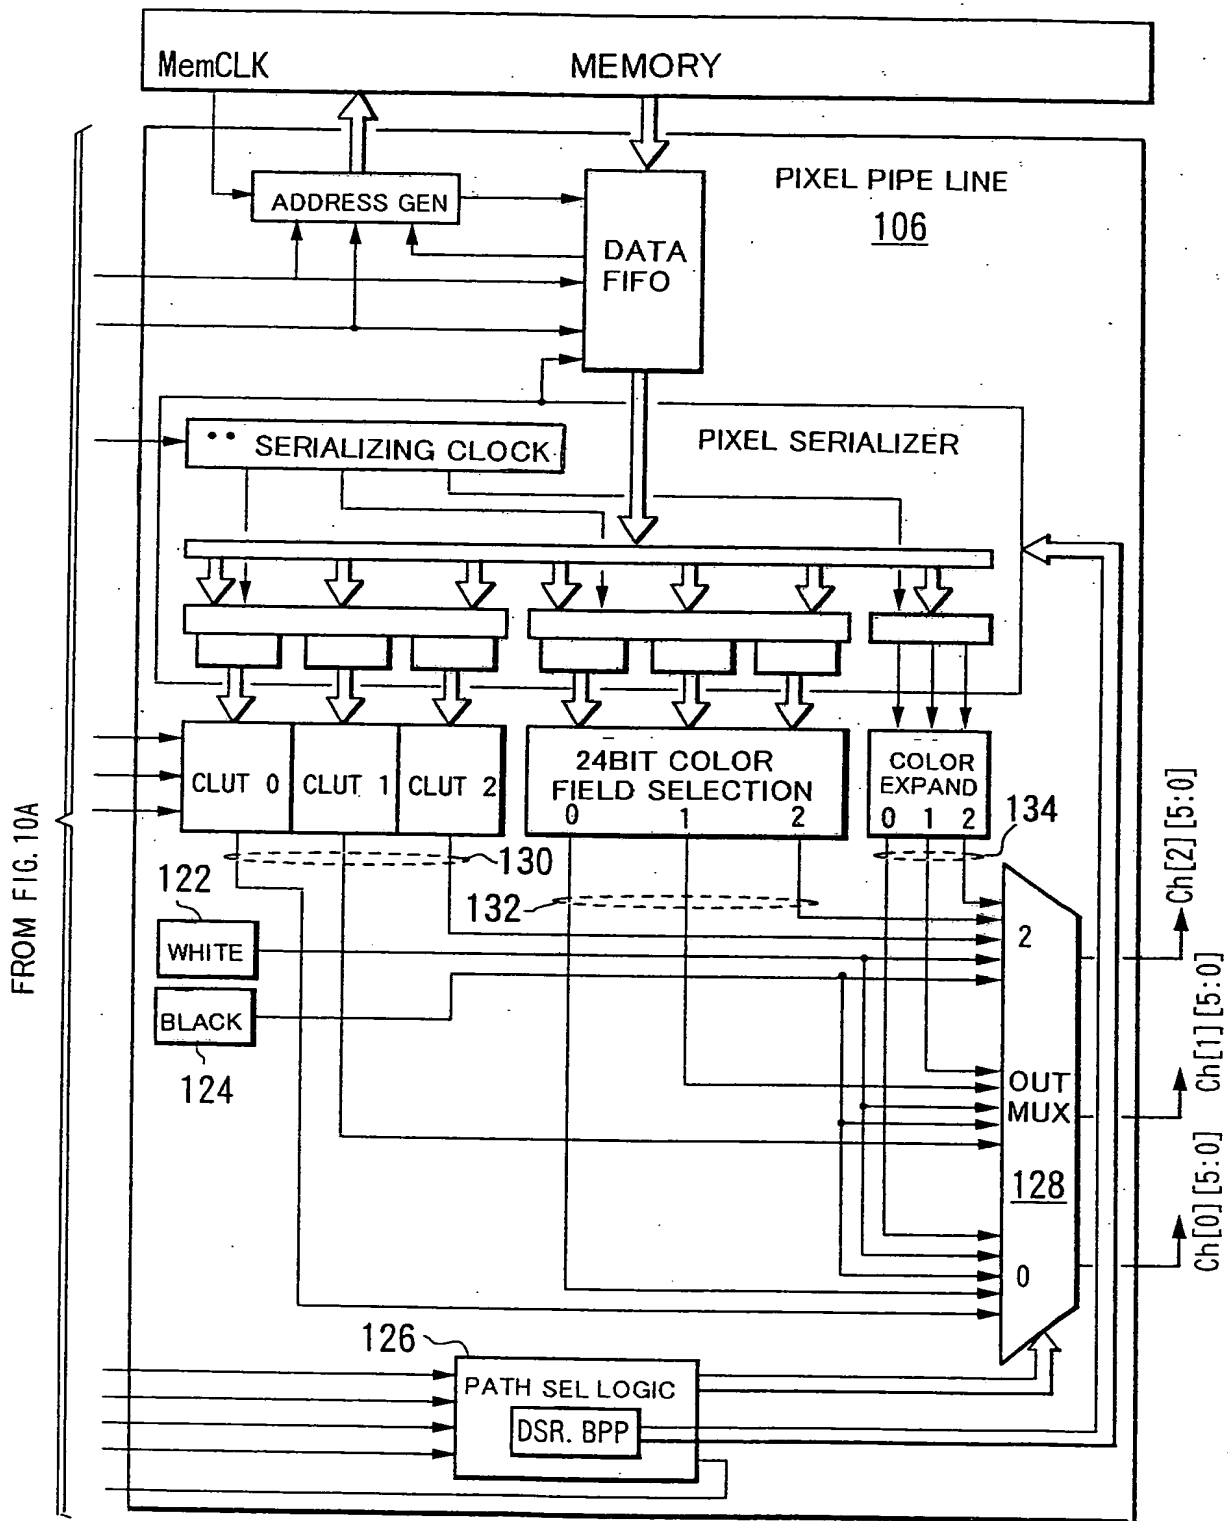 MemCLK
MEMORY
PIXEL PIPE LINE
106
ADDRESS GEN
DATA
FIFO
SERIALIZING CLOCK
PIXEL SERIALIZER
CLUT 0
CLUT 1
CLUT 2
24BIT COLOR
FIELD SELECTION
0
1
2
COLOR
EXPAND
0 1 2
130
132
134
122
WHITE
BLACK
124
2
OUT
MUX
128
0
Ch[2][5:0]
Ch[1][5:0]
Ch[0][5:0]
126
PATH SEL LOGIC
DSR. BPP
FROM FIG. 10A